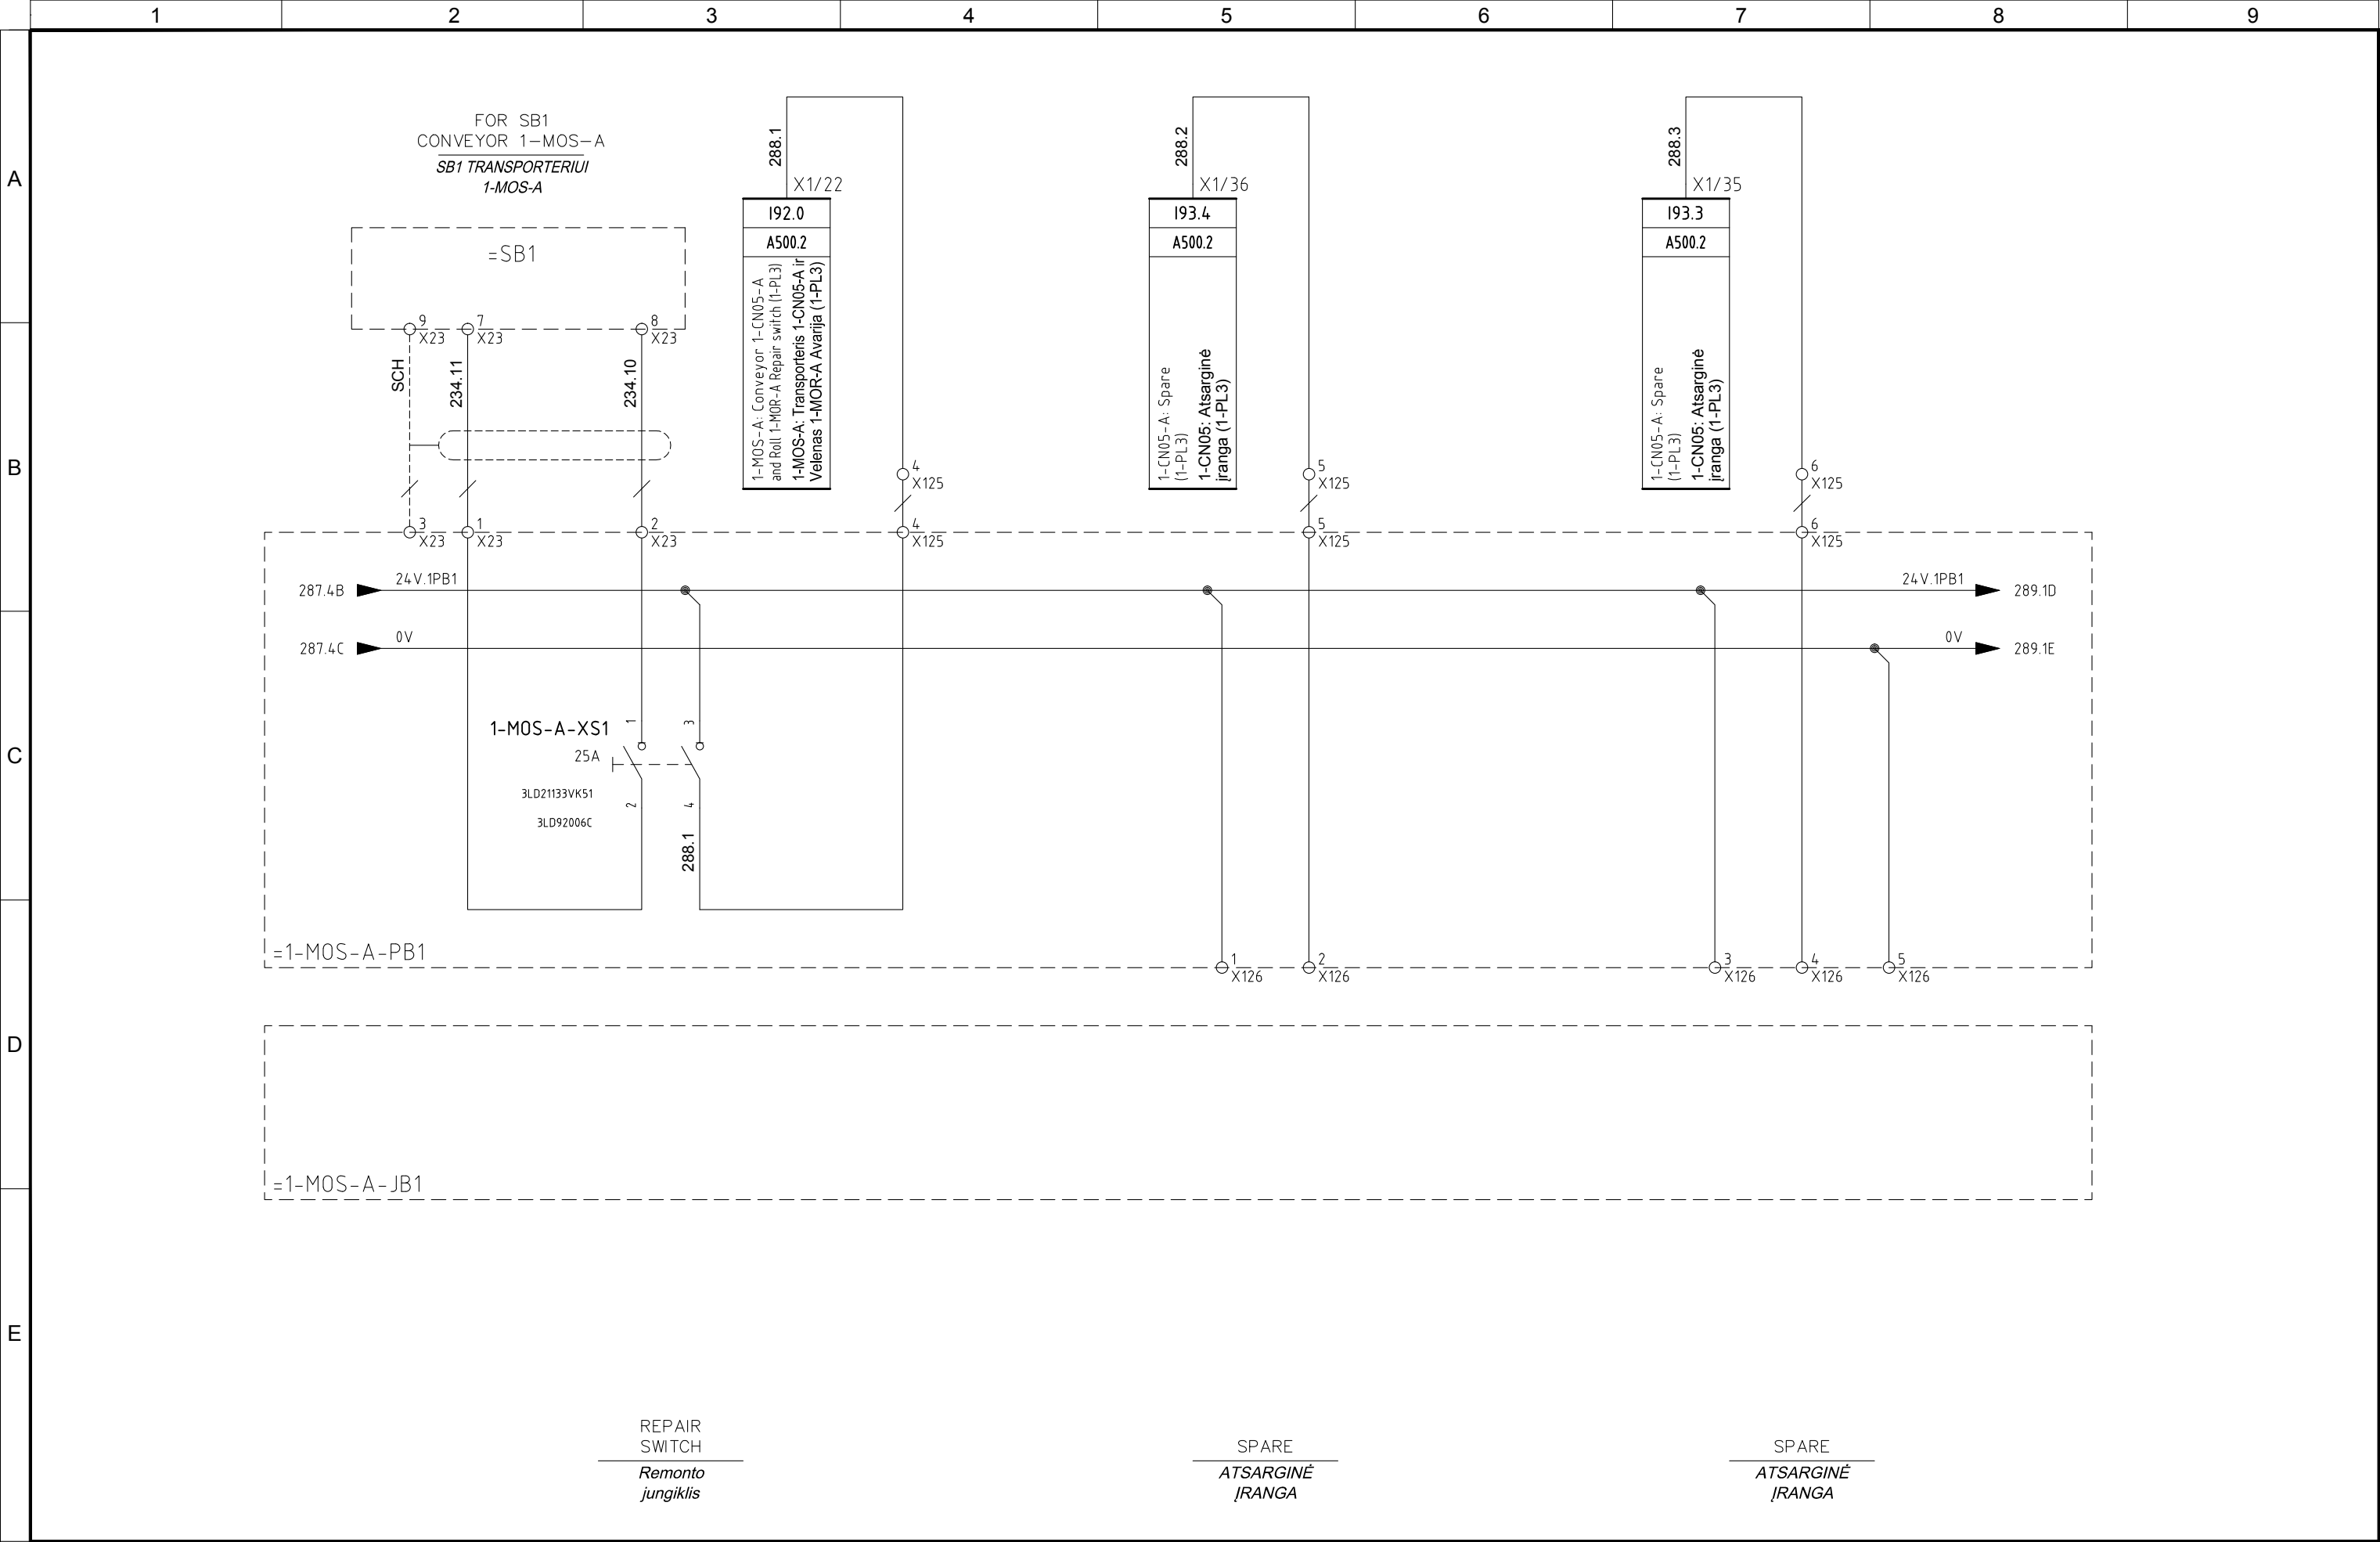 1 2 3 4 5 6 7 8 9
A
B
C
D
E
FOR SB1
CONVEYOR 1-MOS-A
SB1 TRANSPORTERIUI
1-MOS-A
=SB1
9
X23
7
X23
8
X23
SCH
234.11
234.10
3
X23
1
X23
2
X23
288.1
X1/22
I92.0
A500.2
1-MOS-A: Conveyor 1-CN05-A
and Roll 1-MOR-A Repair switch (1-PL3)
1-MOS-A: Transporteris 1-CN05-A ir
Velenas 1-MOR-A Avarija (1-PL3)
4
X125
4
X125
288.2
X1/36
I93.4
A500.2
1-CN05-A: Spare
(1-PL3)
1-CN05: Atsarginė
įranga (1-PL3)
5
X125
5
X125
288.3
X1/35
I93.3
A500.2
1-CN05-A: Spare
(1-PL3)
1-CN05: Atsarginė
įranga (1-PL3)
6
X125
6
X125
287.4B
24V.1PB1
24V.1PB1
289.1D
287.4C
0V
0V
289.1E
1-MOS-A-XS1
25A
3LD21133VK51
3LD92006C
1
2
3
4
288.1
=1-MOS-A-PB1
1
X126
2
X126
3
X126
4
X126
5
X126
=1-MOS-A-JB1
REPAIR
SWITCH
Remonto
jungiklis
SPARE
ATSARGINĖ
ĮRANGA
SPARE
ATSARGINĖ
ĮRANGA